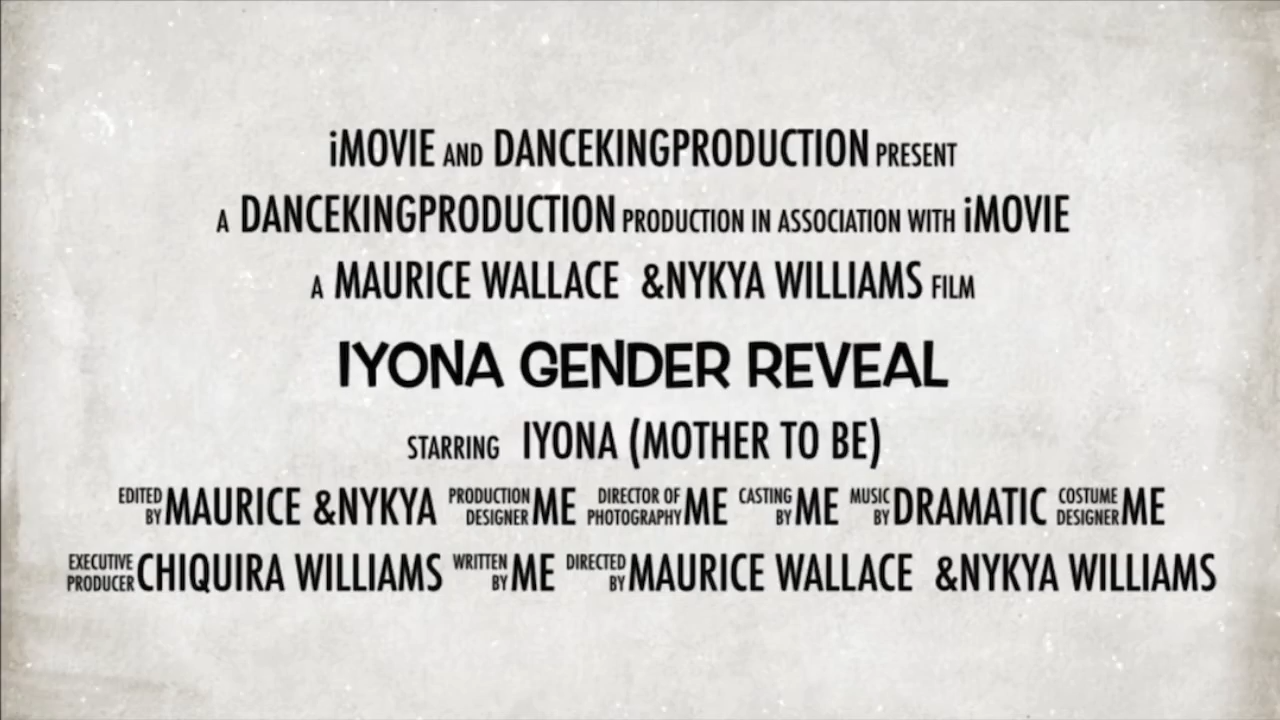 iMOVIE AND DANCEKINGPRODUCTION PRESENT
A DANCEKINGPRODUCTION PRODUCTION IN ASSOCIATION WITH iMOVIE
A MAURICE WALLACE &NYKYA WILLIAMS FILM
IYONA GENDER REVEAL
STARRING IYONA (MOTHER TO BE)
EDITED BY MAURICE &NYKYA PRODUCTION DESIGNER ME DIRECTOR OF PHOTOGRAPHY ME CASTING BY ME MUSIC BY DRAMATIC COSTUME DESIGNER ME
EXECUTIVE PRODUCER CHIQUIRA WILLIAMS WRITTEN BY ME DIRECTED BY MAURICE WALLACE &NYKYA WILLIAMS